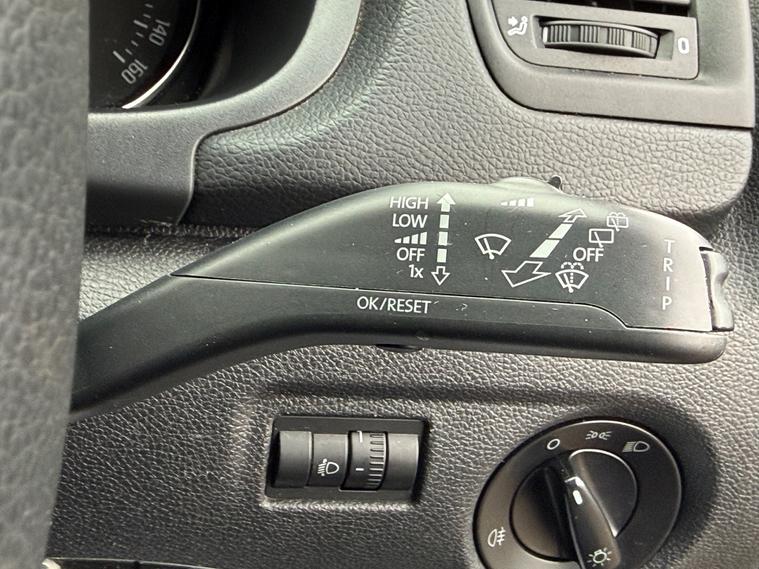 140
160
0
HIGH
LOW
OFF
1x
OFF
TRIP
OK/RESET